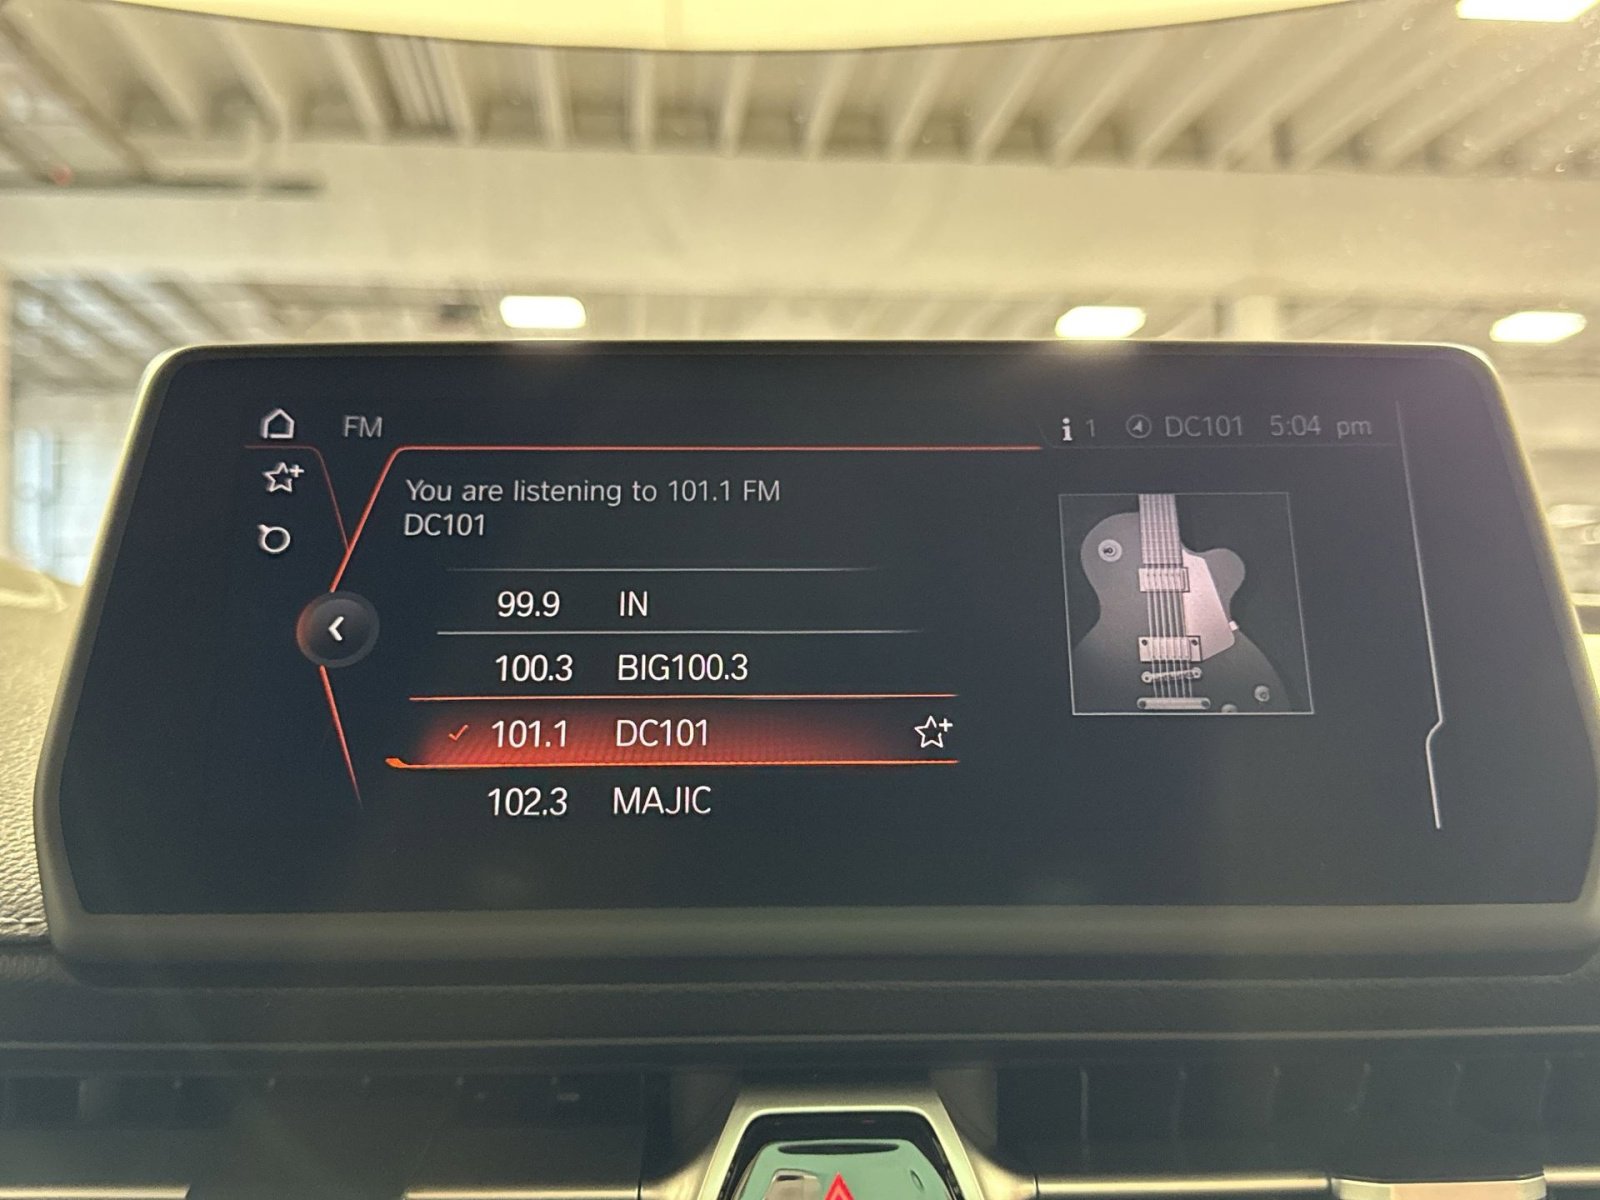 FM
i 1 DC101 5:04 pm
You are listening to 101.1 FM
DC101
99.9 IN
100.3 BIG100.3
101.1 DC101
102.3 MAJIC